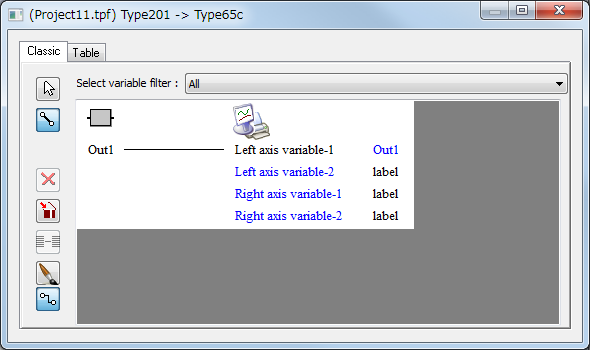 (Project11.tpf) Type201 -> Type65c
Classic Table
Select variable filter : All
Out1 Left axis variable-1 Out1
Left axis variable-2 label
Right axis variable-1 label
Right axis variable-2 label